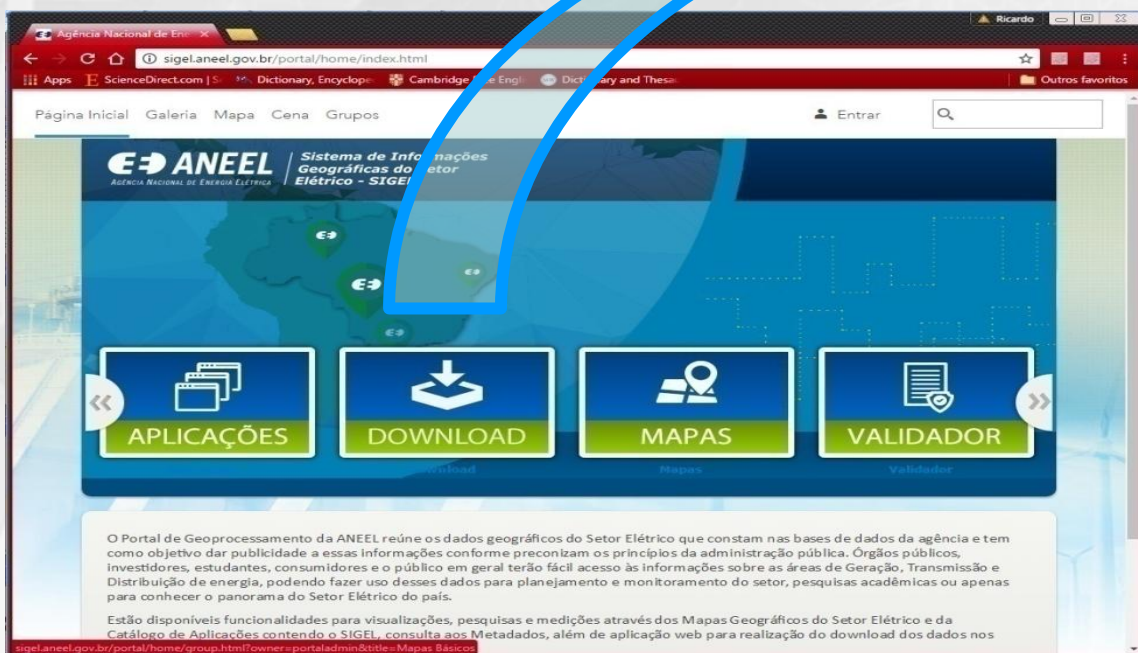 Agência Nacional de Ene
Ricardo
sigel.aneel.gov.br/portal/home/index.html
Apps ScienceDirect.com | S Dictionary, Encyclope Cambridge Engli Dictionary and Thesa Outros favoritos
Página Inicial Galeria Mapa Cena Grupos Entrar
ANEEL
AGÊNCIA NACIONAL DE ENERGIA ELÉTRICA
Sistema de Informações
Geográficas do Setor
Elétrico - SIGEL
APLICAÇÕES DOWNLOAD MAPAS VALIDADOR
Mapas Validador
O Portal de Geoprocessamento da ANEEL reúne os dados geográficos do Setor Elétrico que constam nas bases de dados da agência e tem
como objetivo dar publicidade a essas informações conforme preconizam os princípios da administração pública. Órgãos públicos,
investidores, estudantes, consumidores e o público em geral terão fácil acesso às informações sobre as áreas de Geração, Transmissão e
Distribuição de energia, podendo fazer uso desses dados para planejamento e monitoramento do setor, pesquisas acadêmicas ou apenas
para conhecer o panorama do Setor Elétrico do país.
Estão disponíveis funcionalidades para visualizações, pesquisas e medições através dos Mapas Geográficos do Setor Elétrico e da
Catálogo de Aplicações contendo o SIGEL, consulta aos Metadados, além de aplicação web para realização do download dos dados nos
sigel.aneel.gov.br/portal/home/group.html?owner=portaladmin&title=Mapas Básicos